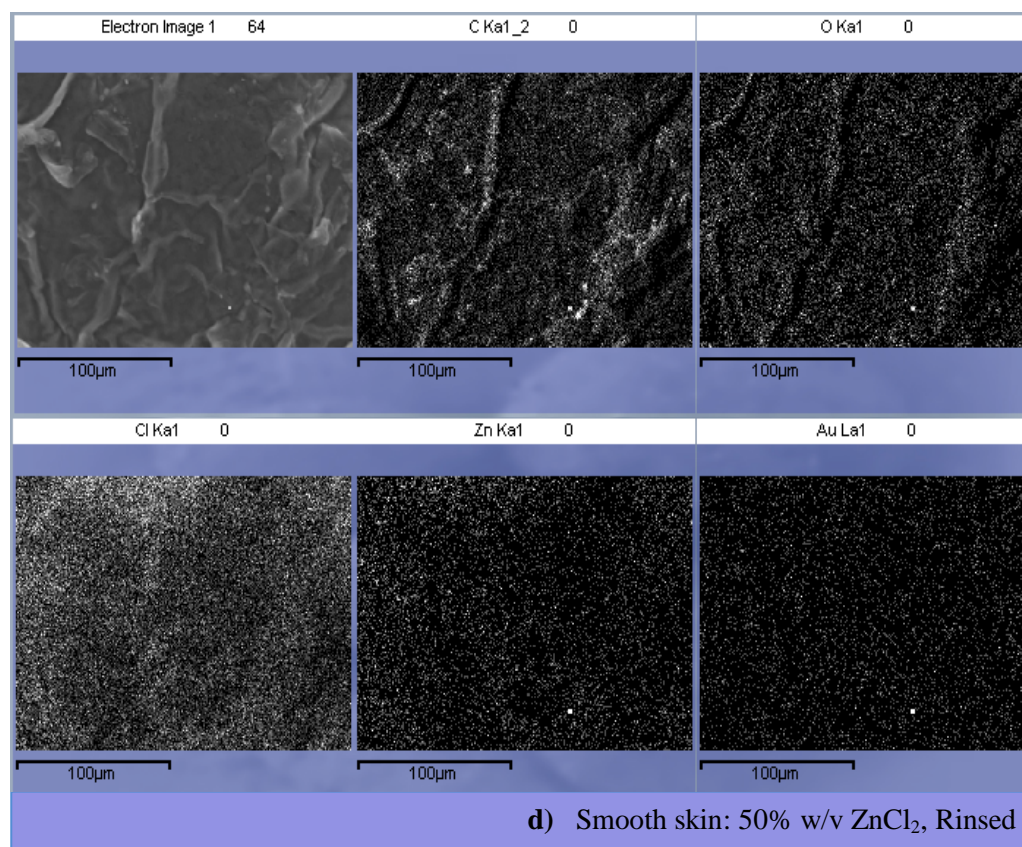 Electron Image 1 64
C Ka1_2 0
O Ka1 0
100µm
100µm
100µm
Cl Ka1 0
Zn Ka1 0
Au La1 0
100µm
100µm
100µm
d) Smooth skin: 50% w/v ZnCl₂, Rinsed